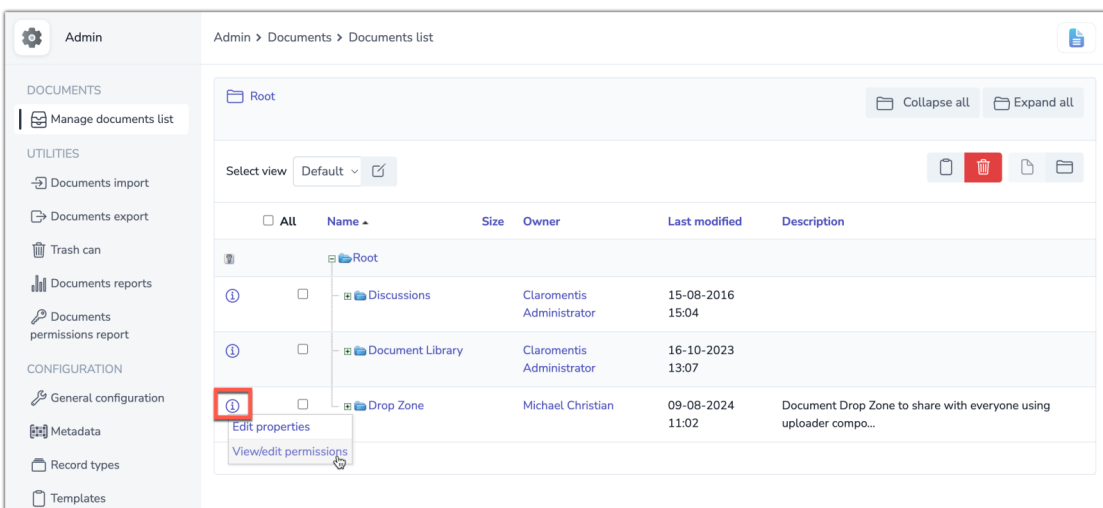 Admin
Admin > Documents > Documents list
DOCUMENTS
Manage documents list
UTILITIES
Documents import
Documents export
Trash can
Documents reports
Documents
permissions report
CONFIGURATION
General configuration
Metadata
Record types
Templates
Root
Collapse all
Expand all
Select view Default
All Name Size Owner Last modified Description
Root
Discussions Claromentis 15-08-2016
Administrator 15:04
Document Library Claromentis 16-10-2023
Administrator 13:07
Drop Zone Michael Christian 09-08-2024 Document Drop Zone to share with everyone using
11:02 uploader compo...
Edit properties
View/edit permissions